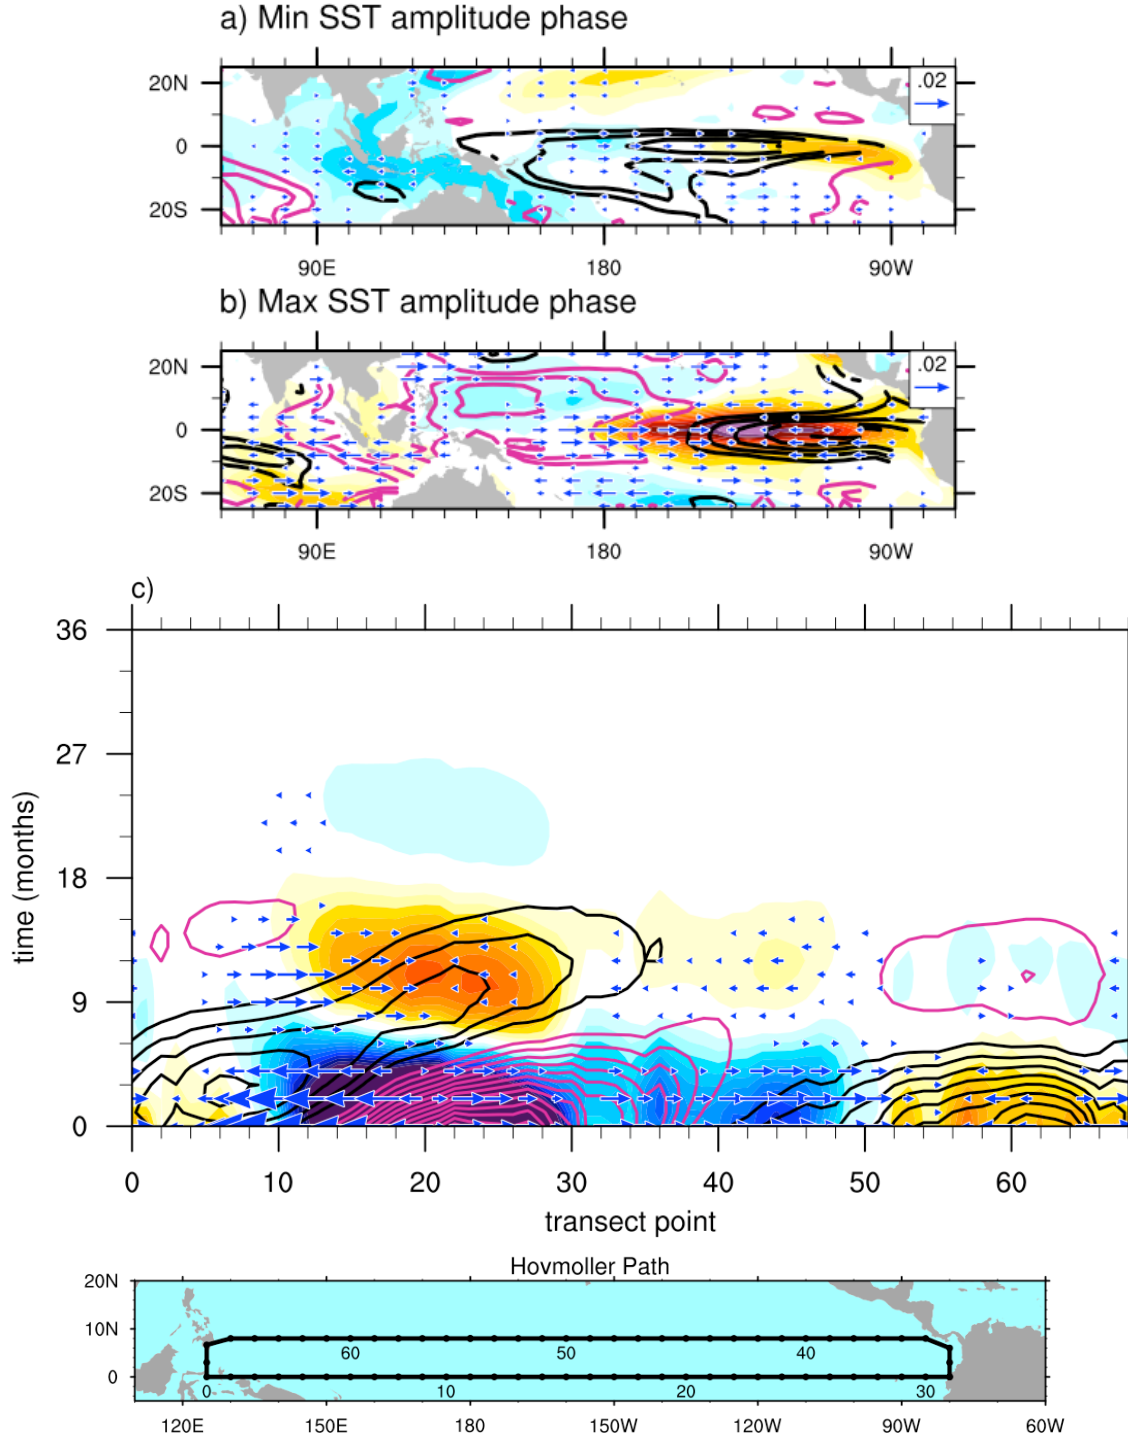 a) Min SST amplitude phase
20N
0
20S
.02
90E 180 90W
b) Max SST amplitude phase
20N
0
20S
.02
90E 180 90W
c)
36
27
18
9
0
time (months)
0 10 20 30 40 50 60
transect point
Hovmoller Path
20N
10N
0
60 50 40
0 10 20 30
120E 150E 180 150W 120W 90W 60W